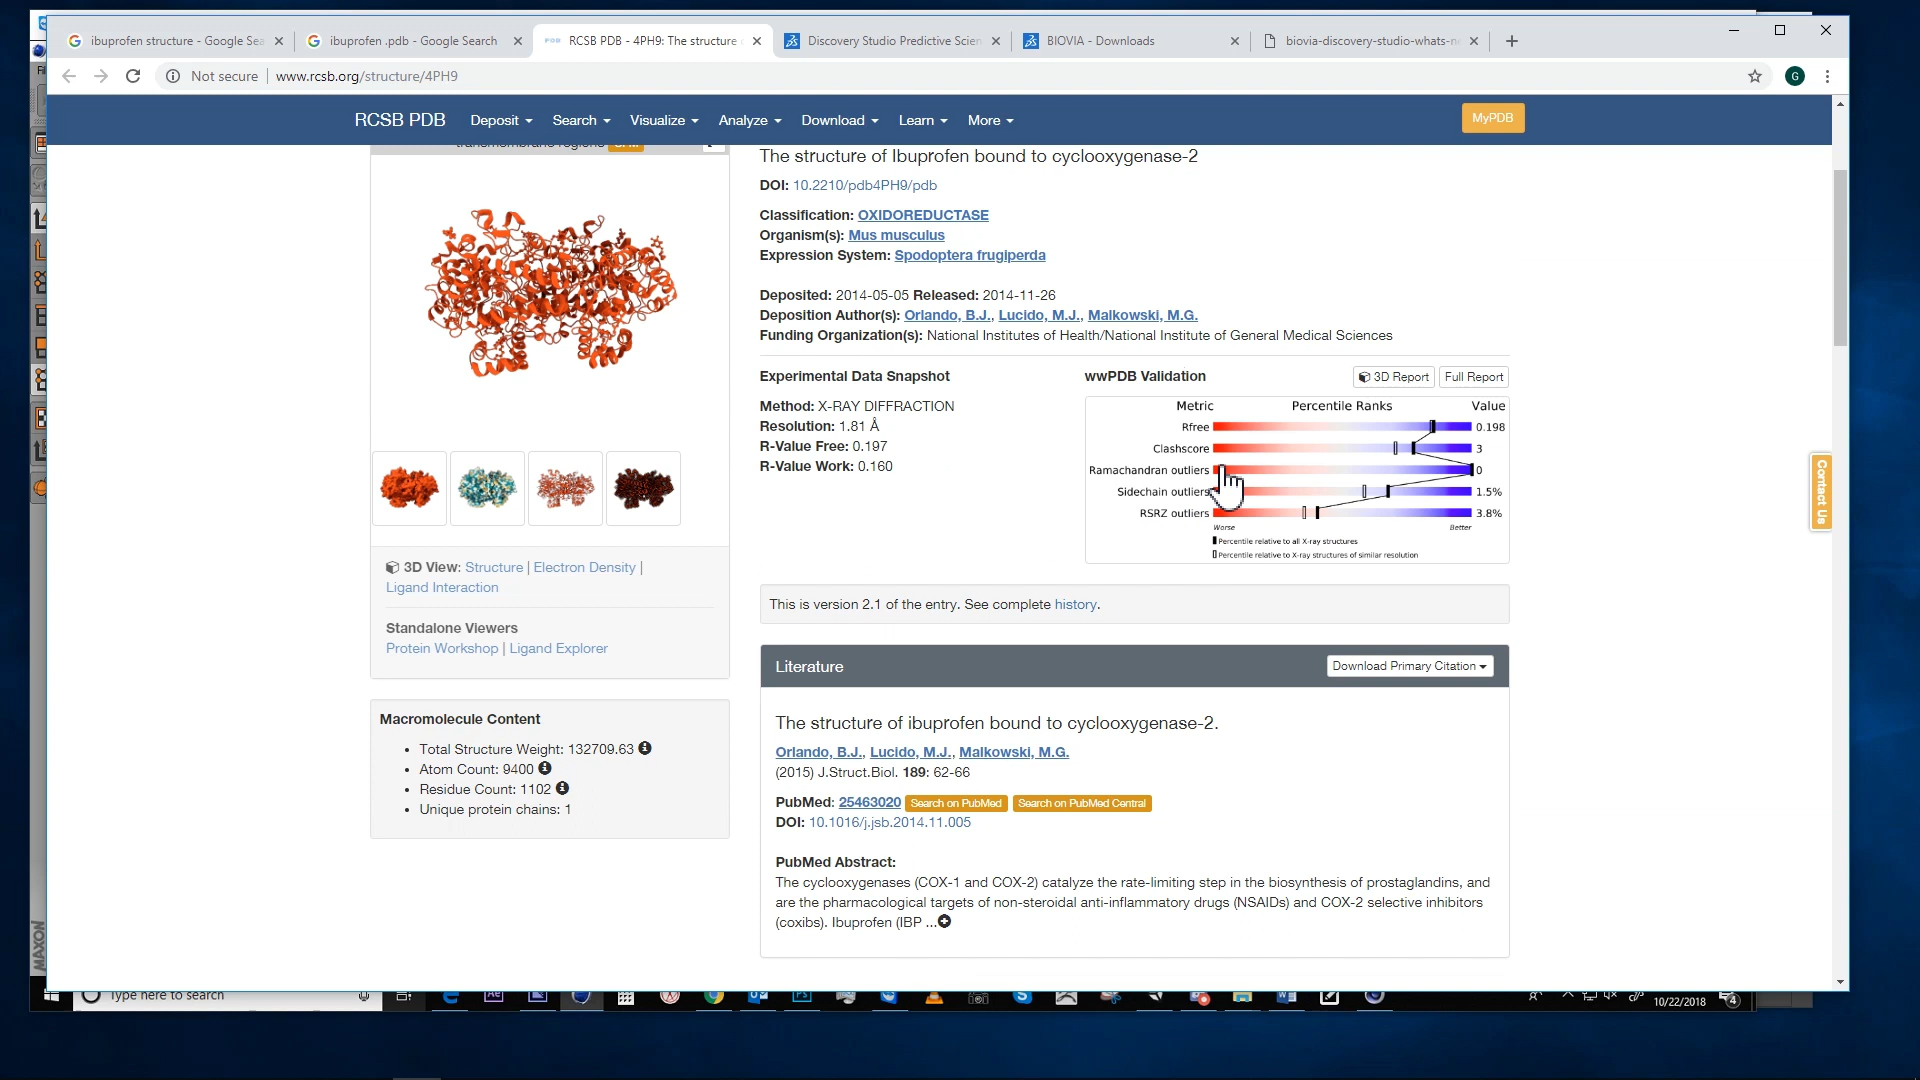 ibuprofen structure - Google Sea
ibuprofen .pdb - Google Search
RCSB PDB - 4PH9: The structure
Discovery Studio Predictive Scien
BIOVIA - Downloads
biovia-discovery-studio-whats-n
Not secure
www.rcsb.org/structure/4PH9
G
RCSB PDB
Deposit
Search
Visualize
Analyze
Download
Learn
More
MyPDB
The structure of Ibuprofen bound to cyclooxygenase-2
DOI: 10.2210/pdb4PH9/pdb
Classification: OXIDOREDUCTASE
Organism(s): Mus musculus
Expression System: Spodoptera frugiperda
Deposited: 2014-05-05 Released: 2014-11-26
Deposition Author(s): Orlando, B.J., Lucido, M.J., Malkowski, M.G.
Funding Organization(s): National Institutes of Health/National Institute of General Medical Sciences
Experimental Data Snapshot
Method: X-RAY DIFFRACTION
Resolution: 1.81 Å
R-Value Free: 0.197
R-Value Work: 0.160
wwPDB Validation
3D Report
Full Report
Metric Percentile Ranks Value
Rfree 0.198
Clashscore 3
Ramachandran outliers 0
Sidechain outliers 1.5%
RSRZ outliers 3.8%
Worse Better
Percentile relative to all X-ray structures
Percentile relative to X-ray structures of similar resolution
3D View: Structure | Electron Density |
Ligand Interaction
Standalone Viewers
Protein Workshop | Ligand Explorer
Macromolecule Content
Total Structure Weight: 132709.63
Atom Count: 9400
Residue Count: 1102
Unique protein chains: 1
This is version 2.1 of the entry. See complete history.
Literature
Download Primary Citation
The structure of ibuprofen bound to cyclooxygenase-2.
Orlando, B.J., Lucido, M.J., Malkowski, M.G.
(2015) J.Struct.Biol. 189: 62-66
PubMed: 25463020 Search on PubMed Search on PubMed Central
DOI: 10.1016/j.jsb.2014.11.005
PubMed Abstract:
The cyclooxygenases (COX-1 and COX-2) catalyze the rate-limiting step in the biosynthesis of prostaglandins, and
are the pharmacological targets of non-steroidal anti-inflammatory drugs (NSAIDs) and COX-2 selective inhibitors
(coxibs). Ibuprofen (IBP ...
Contact Us
MAXON
Type here to search
10/22/2018
4